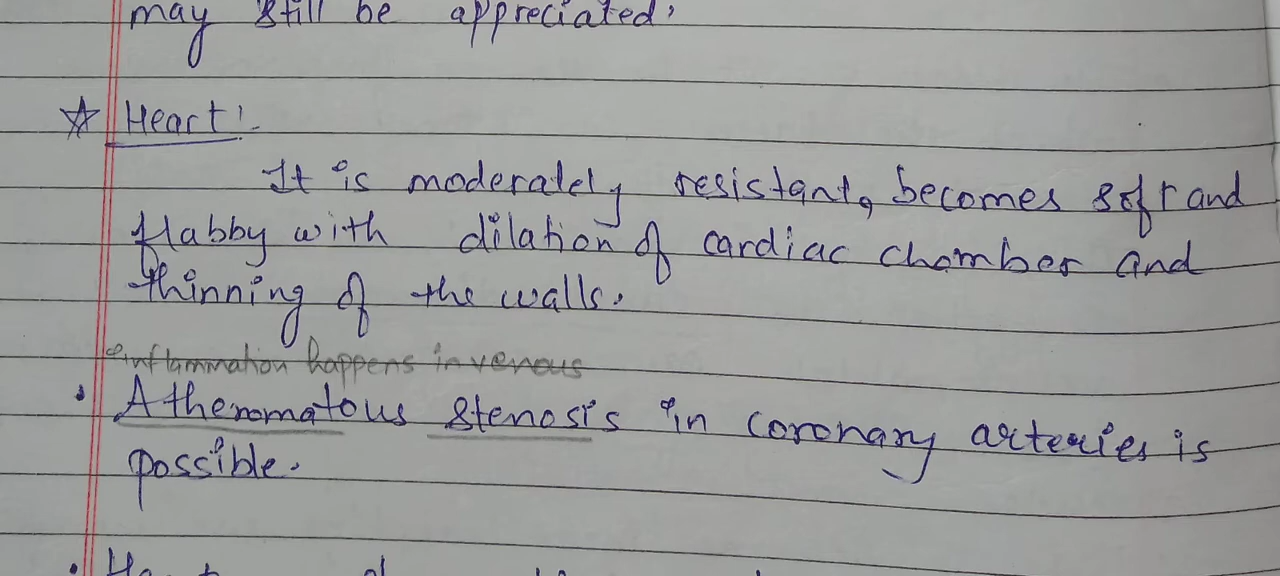 may still be appreciated.
☆ Heart:-
It is moderately resistant, becomes soft and
flabby with dilation of cardiac chamber and
thinning of the walls.
inflammation happens in venous
• Atheromatous stenosis in coronary arteries is
possible.